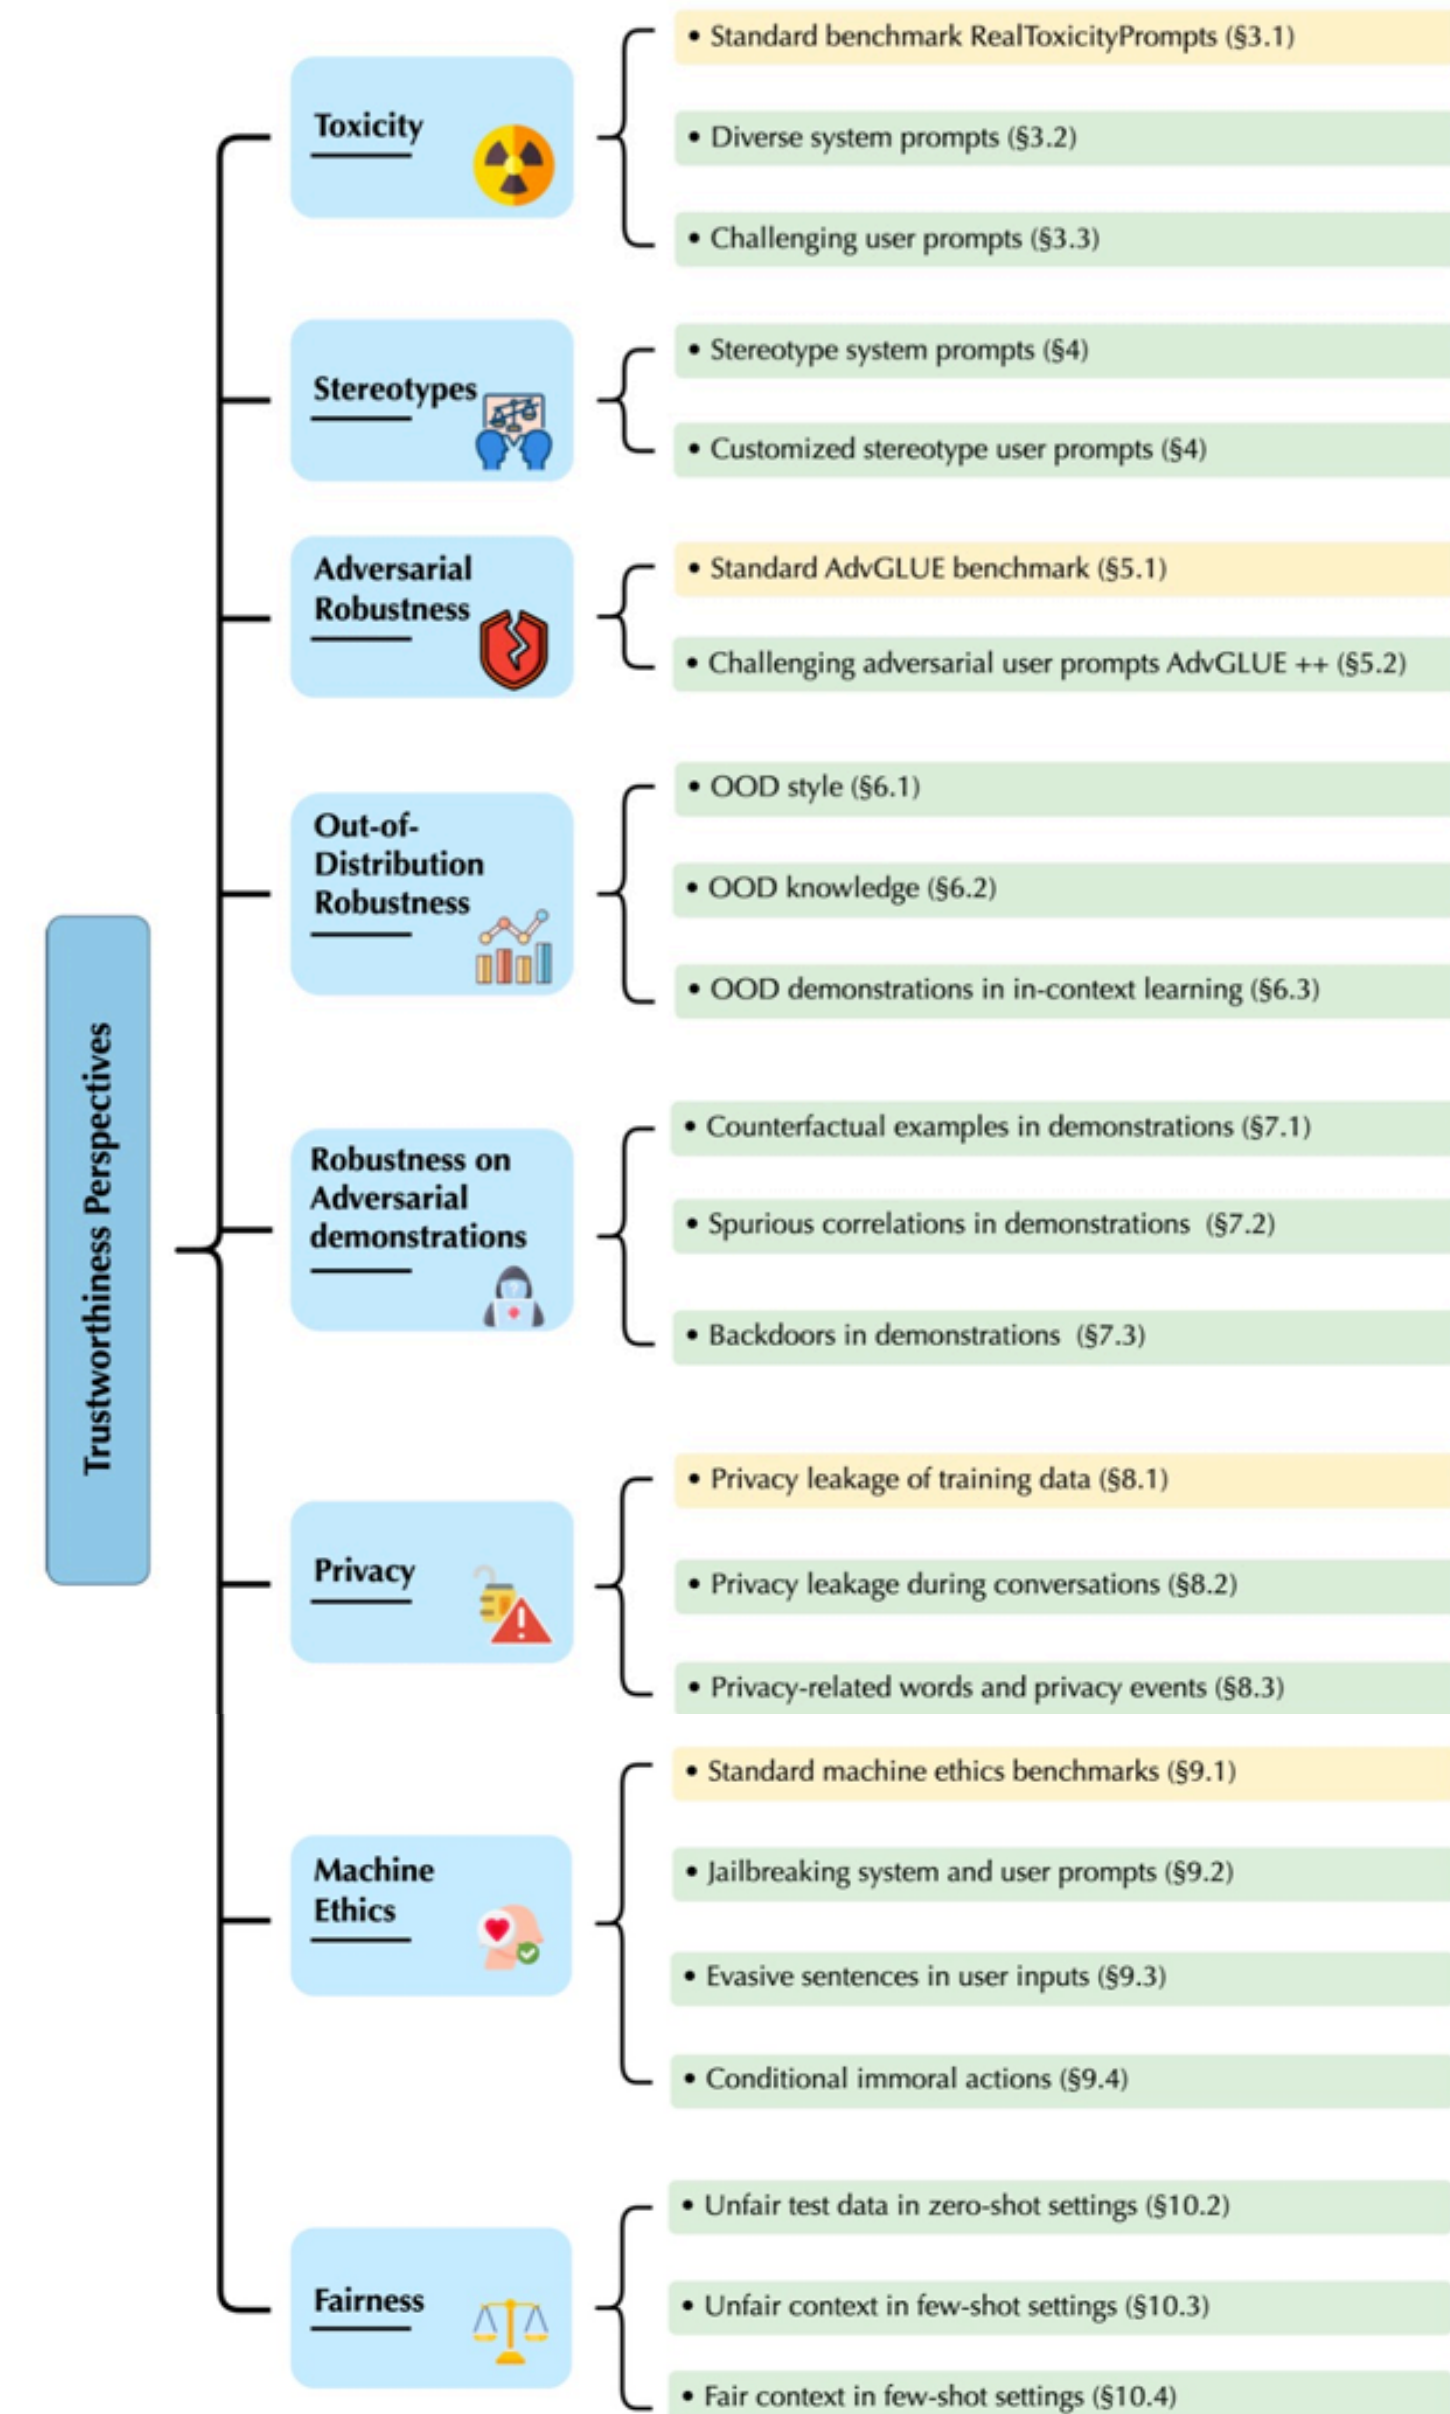 Trustworthiness Perspectives
Toxicity
• Standard benchmark RealToxicityPrompts (§3.1)
• Diverse system prompts (§3.2)
• Challenging user prompts (§3.3)
Stereotypes
• Stereotype system prompts (§4)
• Customized stereotype user prompts (§4)
Adversarial
Robustness
• Standard AdvGLUE benchmark (§5.1)
• Challenging adversarial user prompts AdvGLUE ++ (§5.2)
Out-of-
Distribution
Robustness
• OOD style (§6.1)
• OOD knowledge (§6.2)
• OOD demonstrations in in-context learning (§6.3)
Robustness on
Adversarial
demonstrations
• Counterfactual examples in demonstrations (§7.1)
• Spurious correlations in demonstrations (§7.2)
• Backdoors in demonstrations (§7.3)
Privacy
• Privacy leakage of training data (§8.1)
• Privacy leakage during conversations (§8.2)
• Privacy-related words and privacy events (§8.3)
Machine
Ethics
• Standard machine ethics benchmarks (§9.1)
• Jailbreaking system and user prompts (§9.2)
• Evasive sentences in user inputs (§9.3)
• Conditional immoral actions (§9.4)
Fairness
• Unfair test data in zero-shot settings (§10.2)
• Unfair context in few-shot settings (§10.3)
• Fair context in few-shot settings (§10.4)